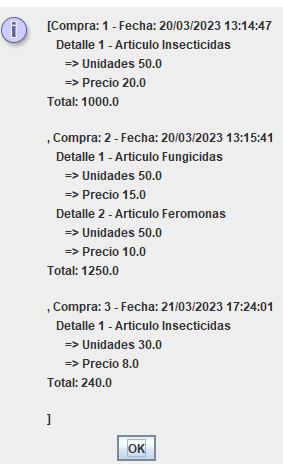 [Compra: 1 - Fecha: 20/03/2023 13:14:47
Detalle 1 - Articulo Insecticidas
=> Unidades 50.0
=> Precio 20.0
Total: 1000.0
, Compra: 2 - Fecha: 20/03/2023 13:15:41
Detalle 1 - Articulo Fungicidas
=> Unidades 50.0
=> Precio 15.0
Detalle 2 - Articulo Feromonas
=> Unidades 50.0
=> Precio 10.0
Total: 1250.0
, Compra: 3 - Fecha: 21/03/2023 17:24:01
Detalle 1 - Articulo Insecticidas
=> Unidades 30.0
=> Precio 8.0
Total: 240.0
]
OK